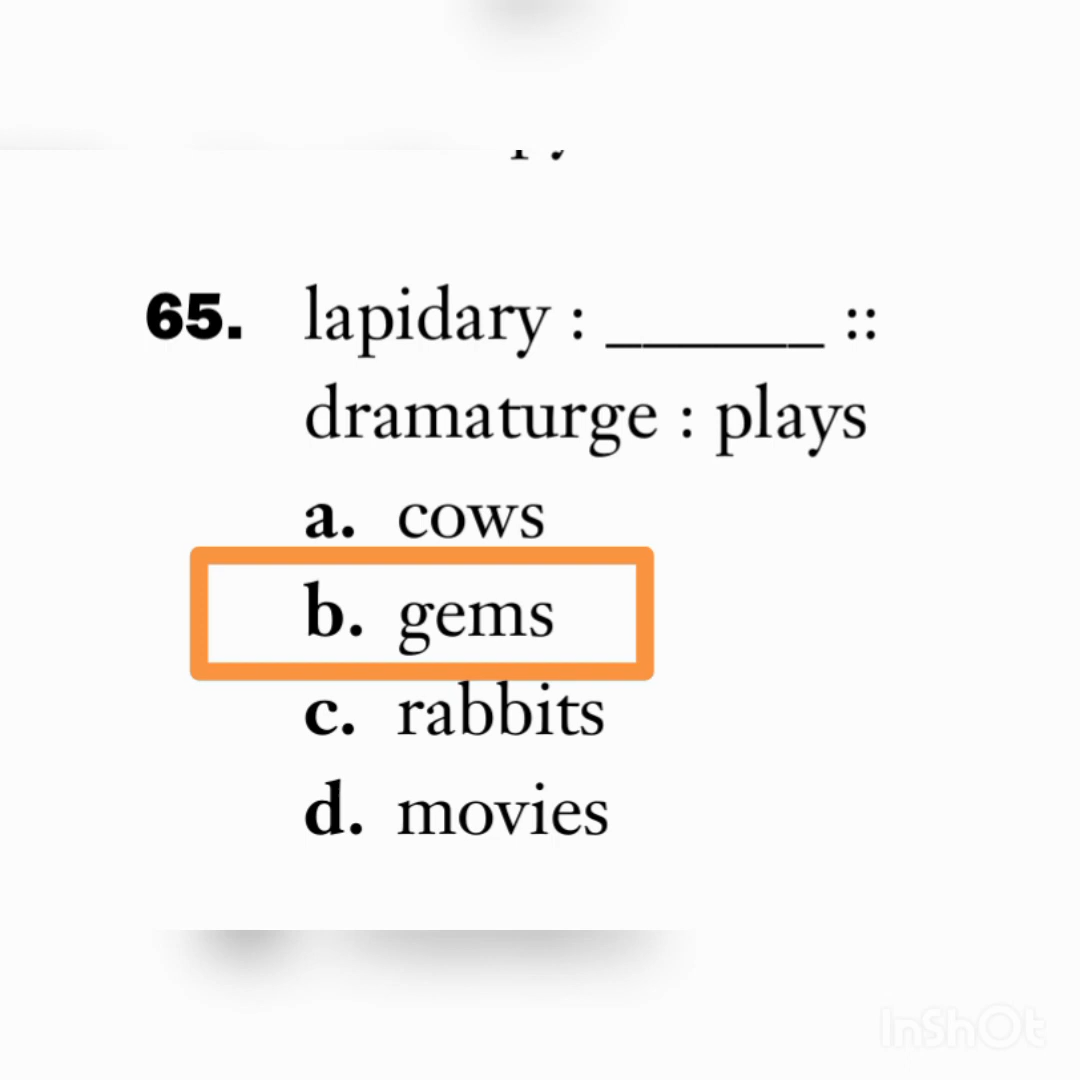 65. lapidary : ______ ::
dramaturge : plays
a. cows
b. gems
c. rabbits
d. movies
InShOt